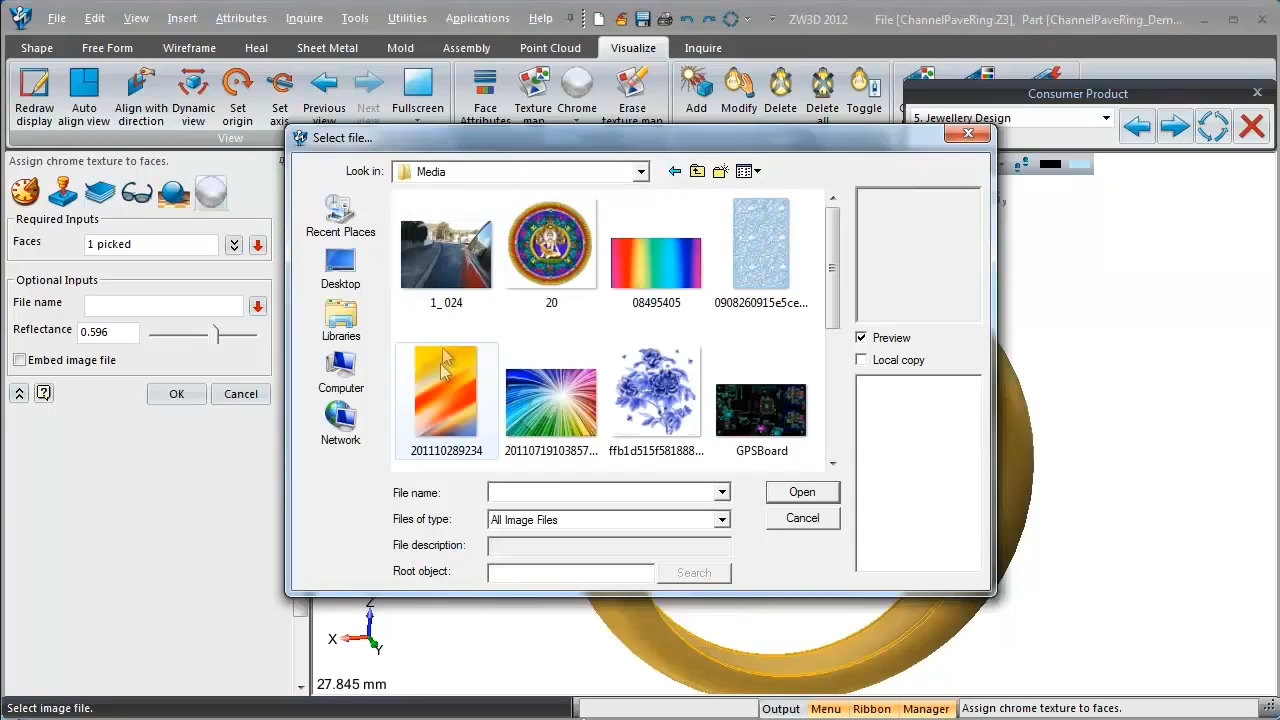 File Edit View Insert Attributes Inquire Tools Utilities Applications Help ZW3D 2012 File [ChannelPaveRing.Z3], Part [ChannelPaveRing_Dem...
Shape Free Form Wireframe Heal Sheet Metal Mold Assembly Point Cloud Visualize Inquire
Redraw display
Auto align view
Align with direction
Dynamic view
Set origin
Set axis
Previous view
Next view
Fullscreen
Face Attributes
Texture map
Chrome
Erase texture map
Add
Modify
Delete
Delete all
Toggle
View
Consumer Product
5. Jewellery Design
Assign chrome texture to faces.
Required Inputs
Faces 1 picked
Optional Inputs
File name
Reflectance 0.596
Embed image file
OK Cancel
Select file...
Look in: Media
Recent Places
Desktop
Libraries
Computer
Network
1_024 20 08495405 0908260915e5ce...
201110289234 20110719103857... ffb1d515f581888... GPSBoard
File name: Open
Files of type: All Image Files Cancel
File description:
Root object: Search
Preview
Local copy
Z
X
Y
27.845 mm
Select image file. Output Menu Ribbon Manager Assign chrome texture to faces.